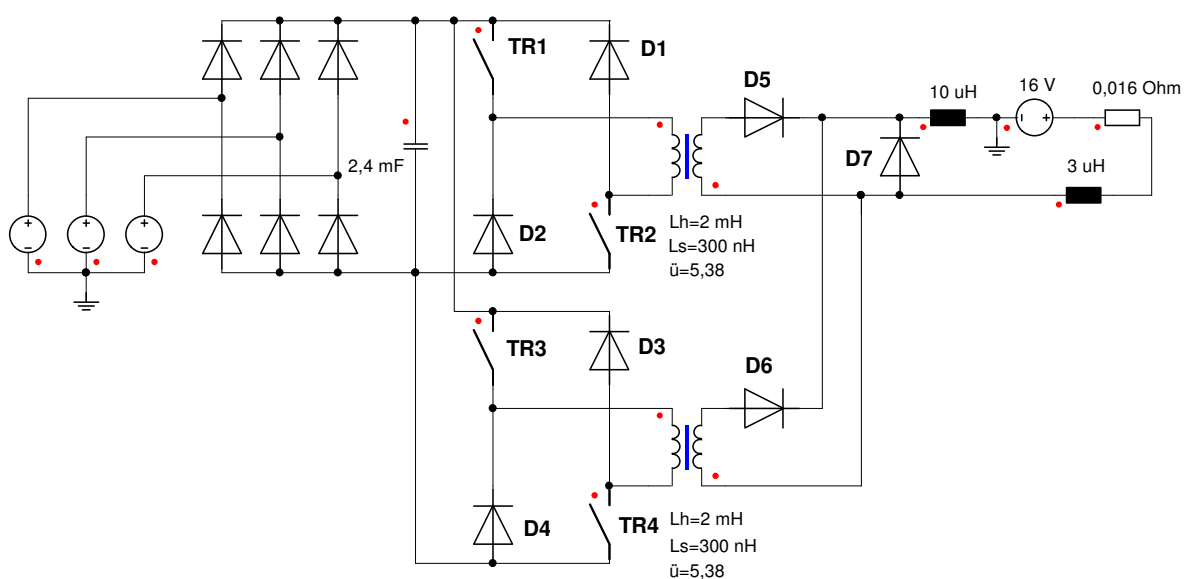 TR1
D1
D5
10 uH
16 V
0,016 Ohm
2,4 mF
D7
3 uH
D2
TR2
Lh=2 mH
Ls=300 nH
ü=5,38
TR3
D3
D6
D4
TR4
Lh=2 mH
Ls=300 nH
ü=5,38